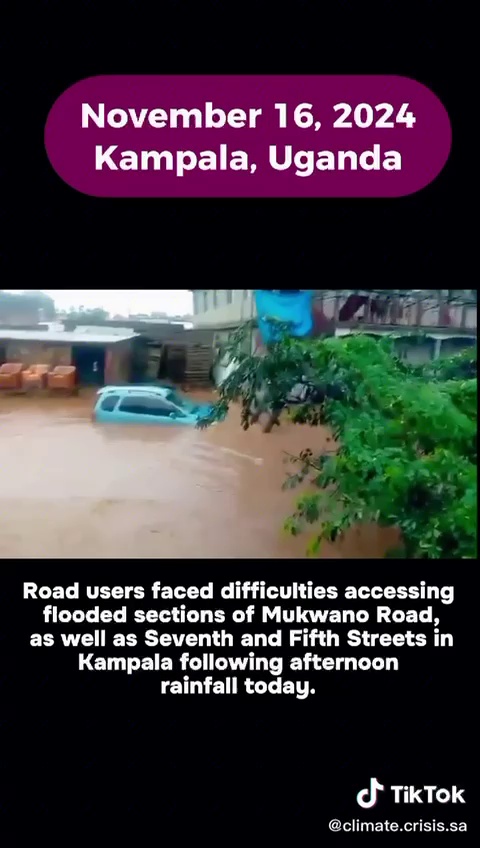 November 16, 2024
Kampala, Uganda
Road users faced difficulties accessing
flooded sections of Mukwano Road,
as well as Seventh and Fifth Streets in
Kampala following afternoon
rainfall today.
TikTok
@climate.crisis.sa